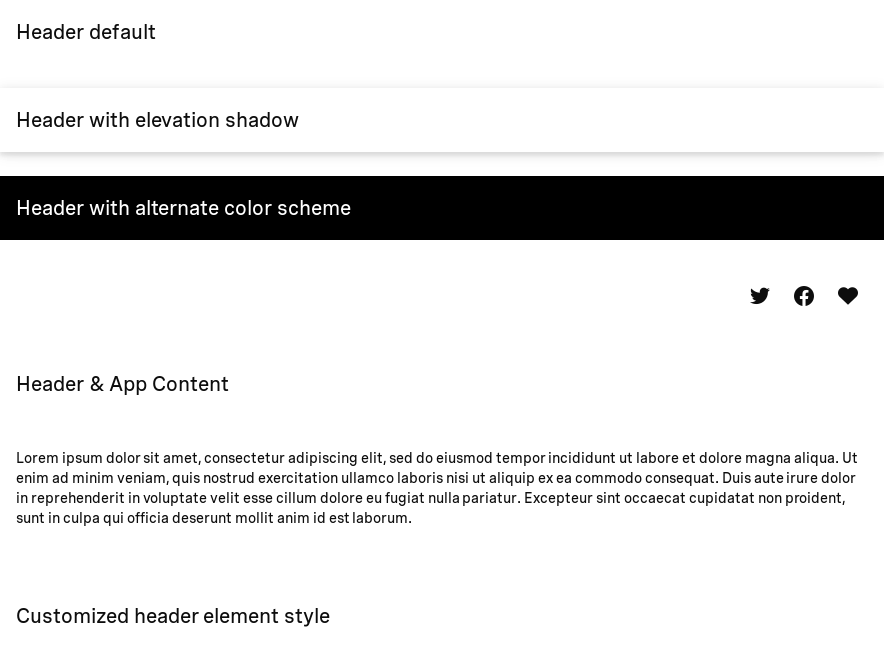 Header default
Header with elevation shadow
Header with alternate color scheme
Header & App Content
Lorem ipsum dolor sit amet, consectetur adipiscing elit, sed do eiusmod tempor incididunt ut labore et dolore magna aliqua. Ut
enim ad minim veniam, quis nostrud exercitation ullamco laboris nisi ut aliquip ex ea commodo consequat. Duis aute irure dolor
in reprehenderit in voluptate velit esse cillum dolore eu fugiat nulla pariatur. Excepteur sint occaecat cupidatat non proident,
sunt in culpa qui officia deserunt mollit anim id est laborum.
Customized header element style